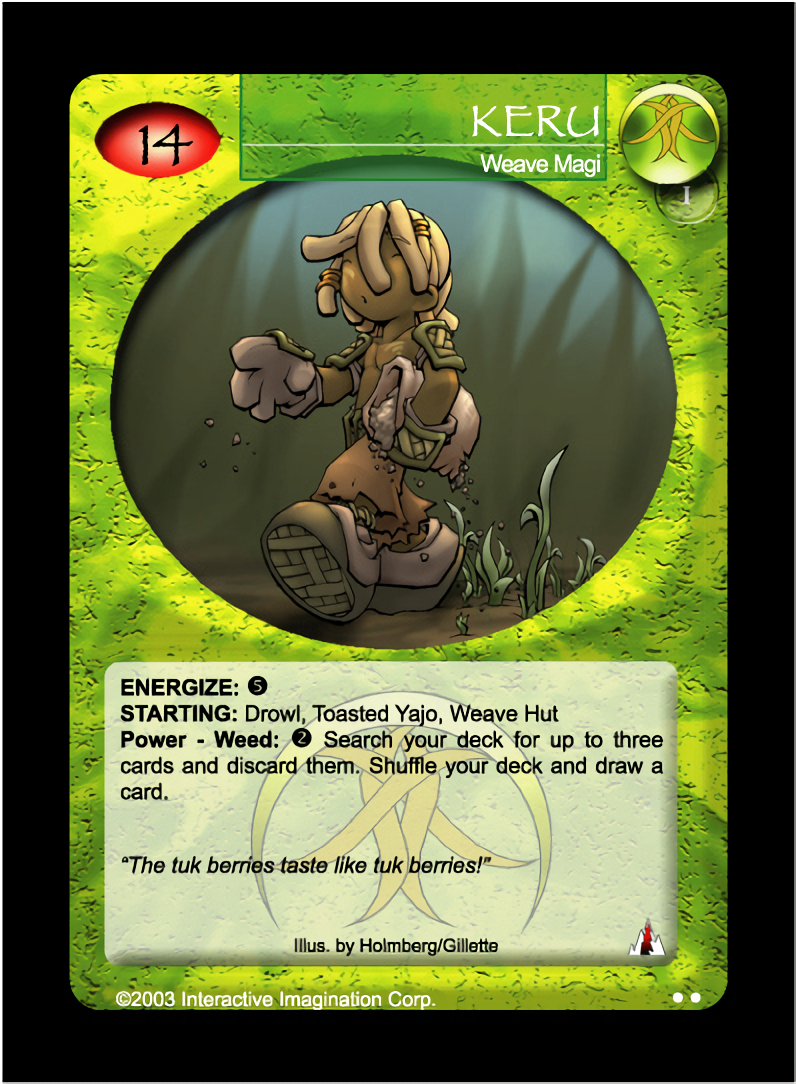 14
KERU
Weave Magi
I
ENERGIZE: ❺
STARTING: Drowl, Toasted Yajo, Weave Hut
Power - Weed: ❷ Search your deck for up to three
cards and discard them. Shuffle your deck and draw a
card.
“The tuk berries taste like tuk berries!”
Illus. by Holmberg/Gillette
©2003 Interactive Imagination Corp.